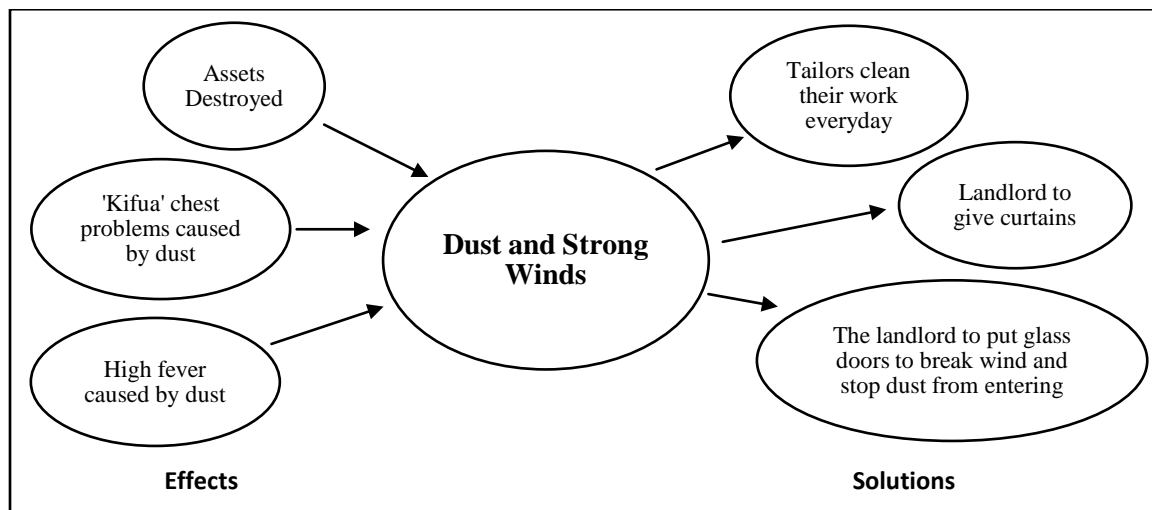 Assets
Destroyed
'Kifua' chest
problems caused
by dust
High fever
caused by dust
Effects
Dust and Strong
Winds
Tailors clean
their work
everyday
Landlord to
give curtains
The landlord to put glass
doors to break wind and
stop dust from entering
Solutions